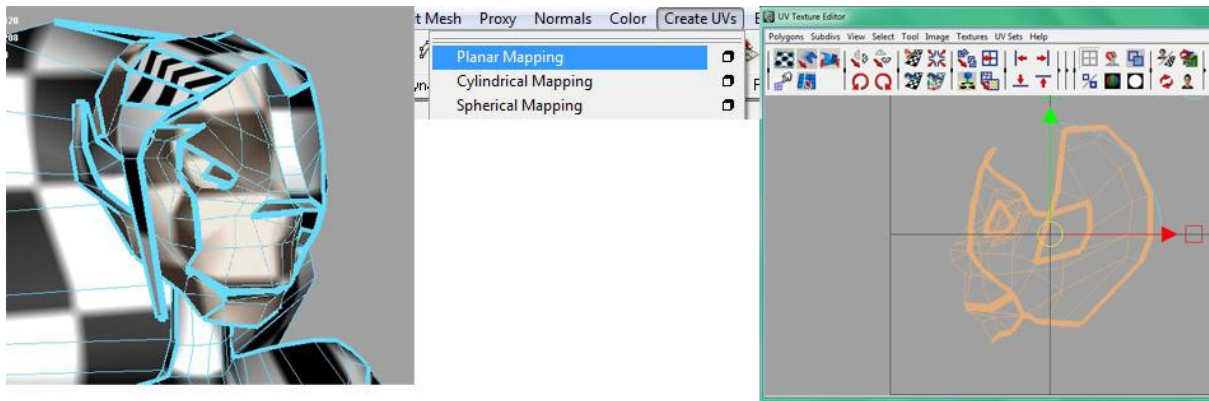 t Mesh Proxy Normals Color Create UVs
Planar Mapping
Cylindrical Mapping
Spherical Mapping
UV Texture Editor
Polygons Subdivs View Select Tool Image Textures UV Sets Help